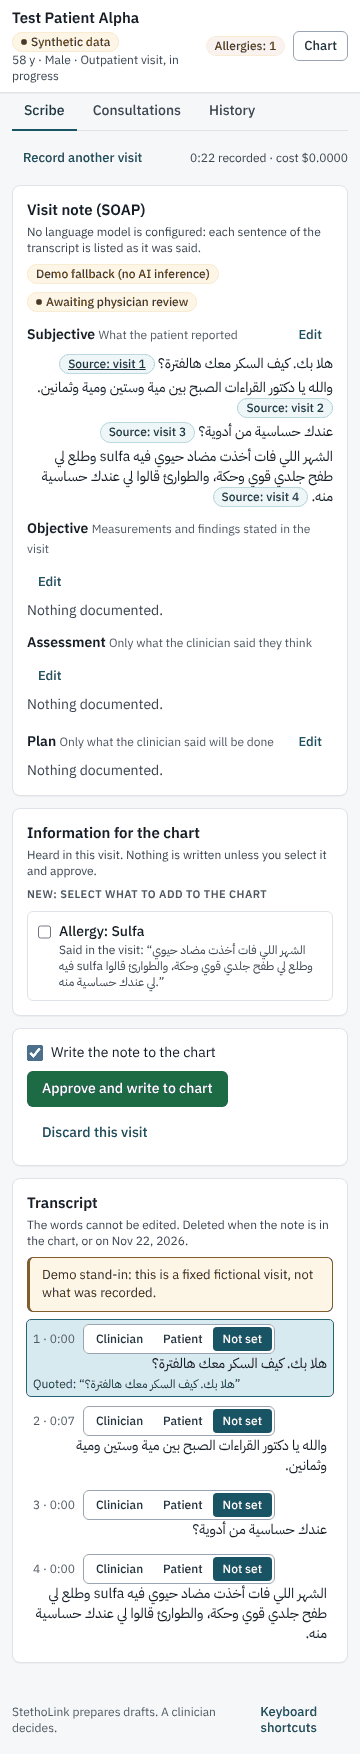 Test Patient Alpha
Synthetic data
58 y · Male · Outpatient visit, in
progress
Allergies: 1
Chart
Scribe
Consultations
History
Record another visit
0:22 recorded · cost $0.0000
Visit note (SOAP)
No language model is configured: each sentence of the
transcript is listed as it was said.
Demo fallback (no AI inference)
Awaiting physician review
Subjective What the patient reported
Edit
هلا بك. كيف السكر معك هالفترة؟ Source: visit 1
والله يا دكتور القراءات الصبح بين مية وستين ومية وثمانين.
Source: visit 2
عندك حساسية من أدوية؟ Source: visit 3
الشهر اللي فات أخذت مضاد حيوي فيه sulfa وطلع لي
طفح جلدي قوي وحكة، والطوارئ قالوا لي عندك حساسية
منه. Source: visit 4
Objective Measurements and findings stated in the
visit
Edit
Nothing documented.
Assessment Only what the clinician said they think
Edit
Nothing documented.
Plan Only what the clinician said will be done
Edit
Nothing documented.
Information for the chart
Heard in this visit. Nothing is written unless you select it
and approve.
NEW: SELECT WHAT TO ADD TO THE CHART
Allergy: Sulfa
Said in the visit: “الشهر اللي فات أخذت مضاد حيوي
فيه sulfa وطلع لي طفح جلدي قوي وحكة، والطوارئ قالوا
لي عندك حساسية منه.”
Write the note to the chart
Approve and write to chart
Discard this visit
Transcript
The words cannot be edited. Deleted when the note is in
the chart, or on Nov 22, 2026.
Demo stand-in: this is a fixed fictional visit, not
what was recorded.
1 · 0:00 Clinician Patient Not set
هلا بك. كيف السكر معك هالفترة؟
Quoted: “هلا بك. كيف السكر معك هالفترة؟”
2 · 0:07 Clinician Patient Not set
والله يا دكتور القراءات الصبح بين مية وستين ومية
وثمانين.
3 · 0:00 Clinician Patient Not set
عندك حساسية من أدوية؟
4 · 0:00 Clinician Patient Not set
الشهر اللي فات أخذت مضاد حيوي فيه sulfa وطلع لي
طفح جلدي قوي وحكة، والطوارئ قالوا لي عندك حساسية
منه.
StethoLink prepares drafts. A clinician
decides.
Keyboard
shortcuts